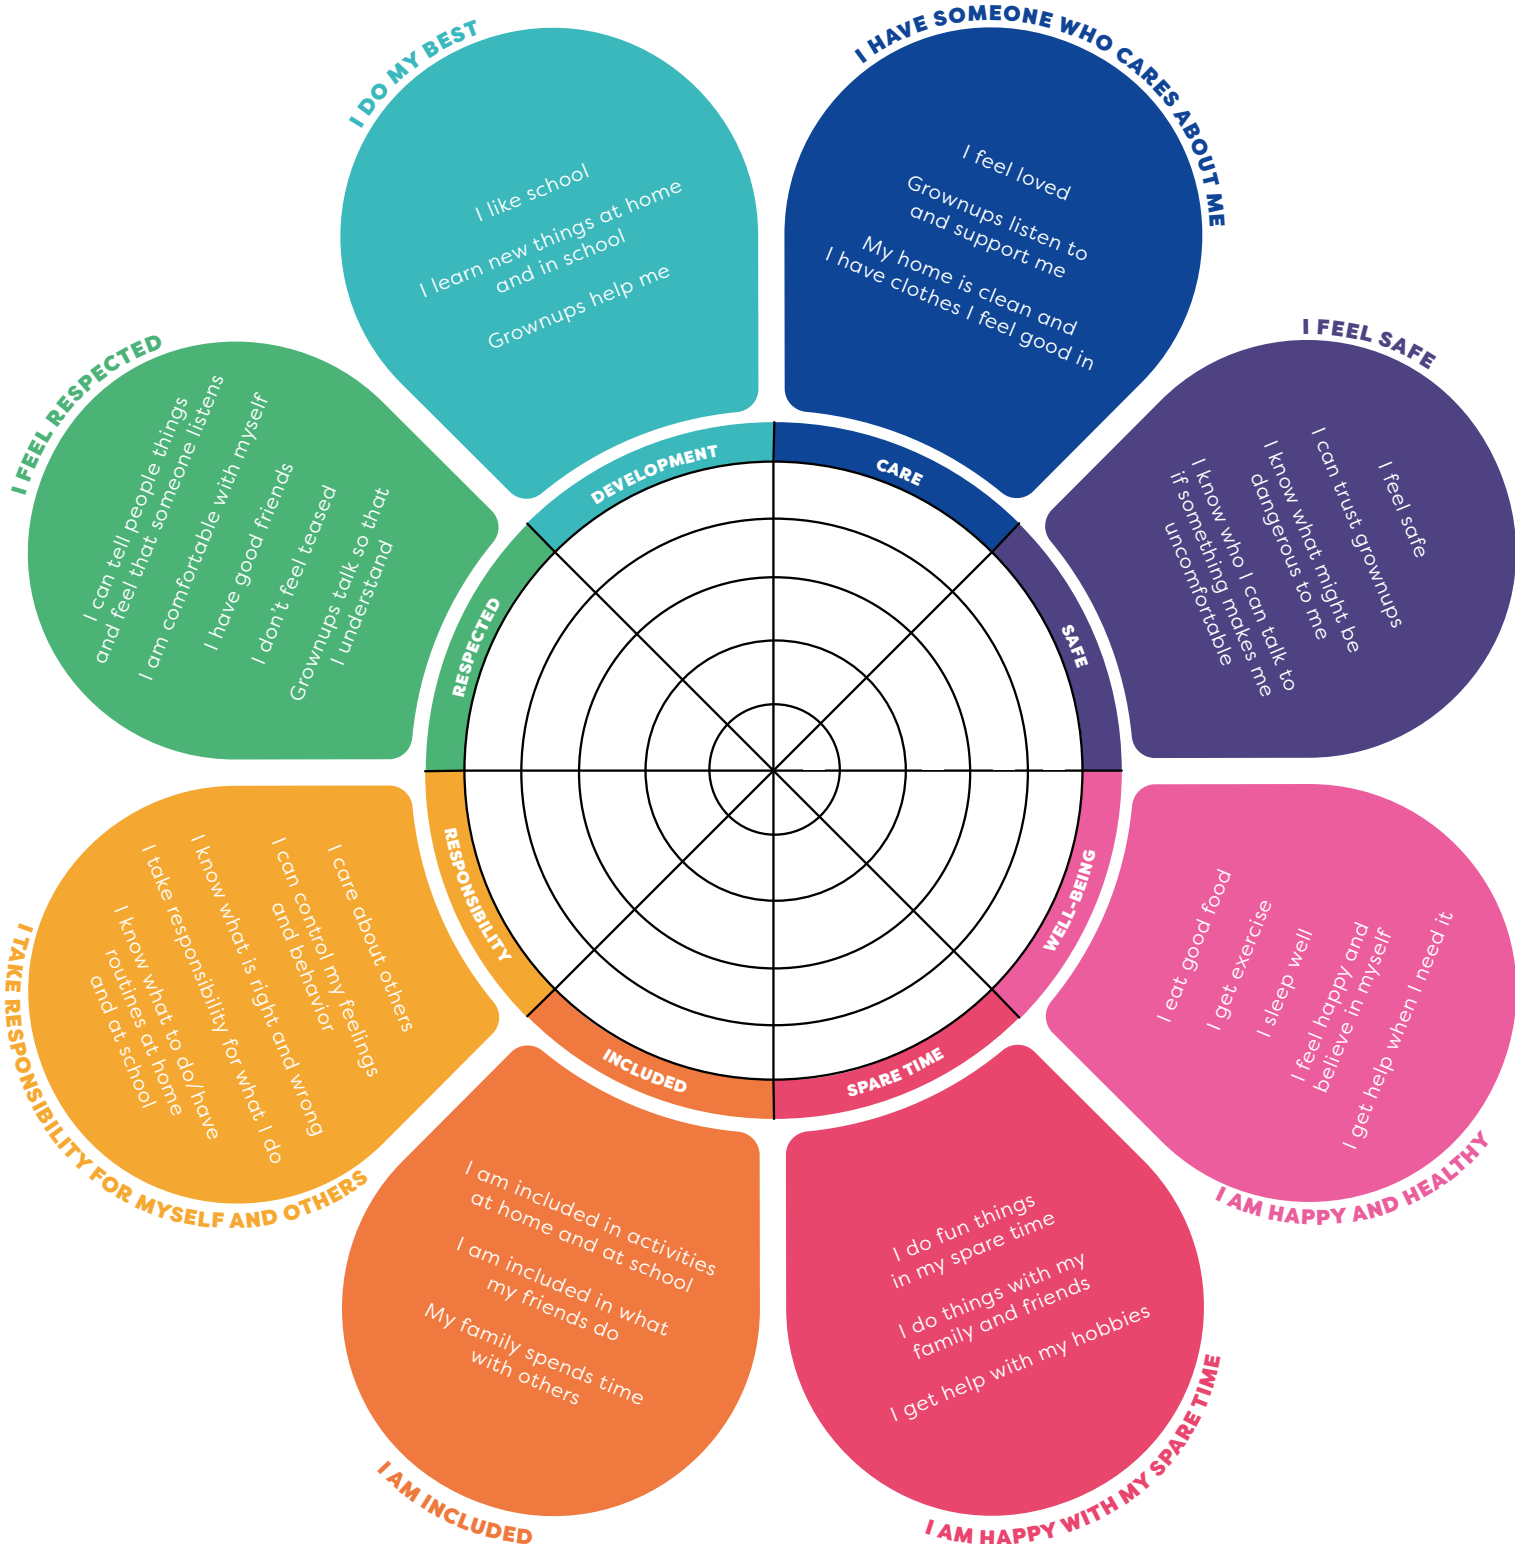 I DO MY BEST
I like school
I learn new things at home
and in school
Grownups help me
DEVELOPMENT
I HAVE SOMEONE WHO CARES ABOUT ME
I feel loved
Grownups listen to
and support me
My home is clean and
I have clothes I feel good in
CARE
I FEEL SAFE
I feel safe
I can trust grownups
I know what might be
dangerous to me
I know who I can talk to
if something makes me
uncomfortable
SAFE
I AM HAPPY AND HEALTHY
I eat good food
I get exercise
I sleep well
I feel happy and
believe in myself
I get help when I need it
WELL-BEING
I AM HAPPY WITH MY SPARE TIME
I do fun things
in my spare time
I do things with my
family and friends
I get help with my hobbies
SPARE TIME
I AM INCLUDED
I am included in activities
at home and at school
I am included in what
my friends do
My family spends time
with others
INCLUDED
I TAKE RESPONSIBILITY FOR MYSELF AND OTHERS
I care about others
I can control my feelings
and behavior
I know what is right and wrong
I take responsibility for what I do
I know what to do/have
routines at home
and at school
RESPONSIBILITY
I FEEL RESPECTED
I can tell people things
and feel that someone listens
I am comfortable with myself
I have good friends
I don't feel teased
Grownups talk so that
I understand
RESPECTED